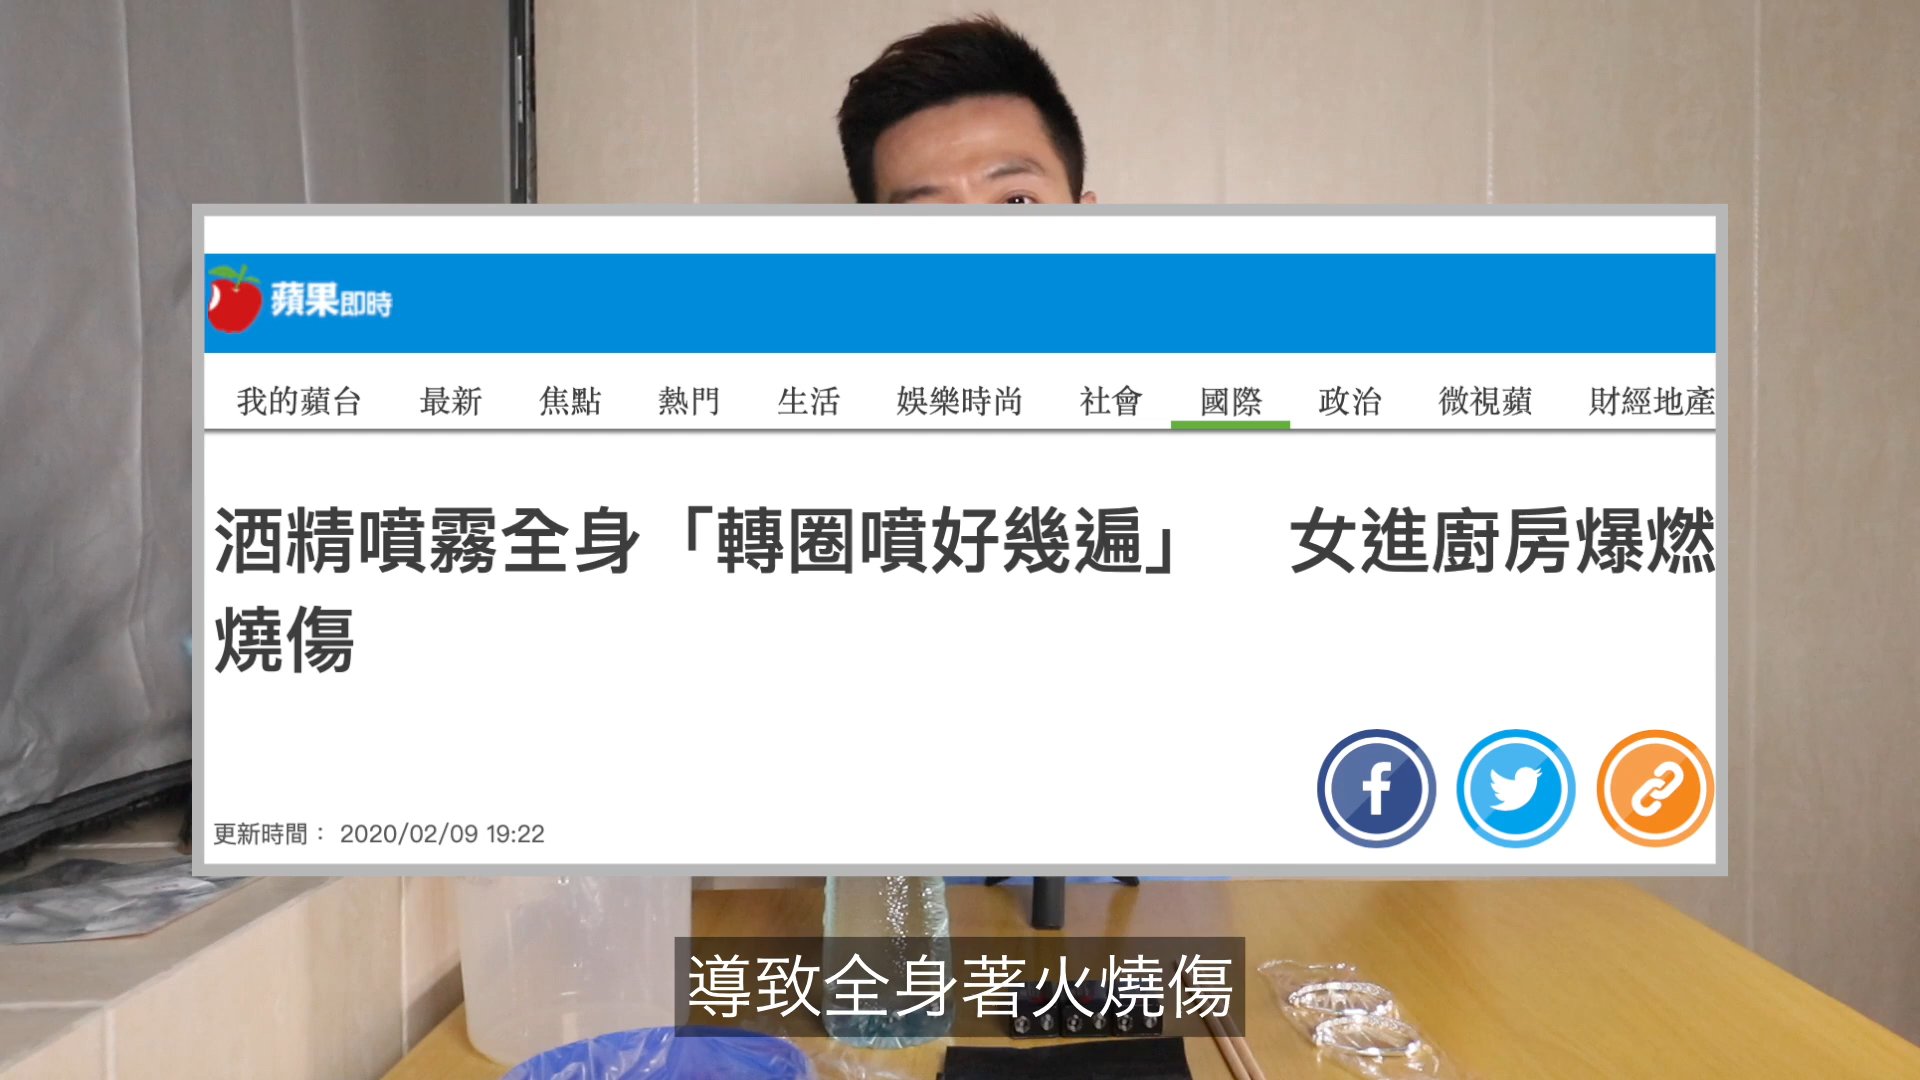 蘋果即時
我的蘋台 最新 焦點 熱門 生活 娛樂時尚 社會 國際 政治 微視蘋 財經地產
酒精噴霧全身「轉圈噴好幾遍」 女進廚房爆燃
燒傷
更新時間： 2020/02/09 19:22
導致全身著火燒傷